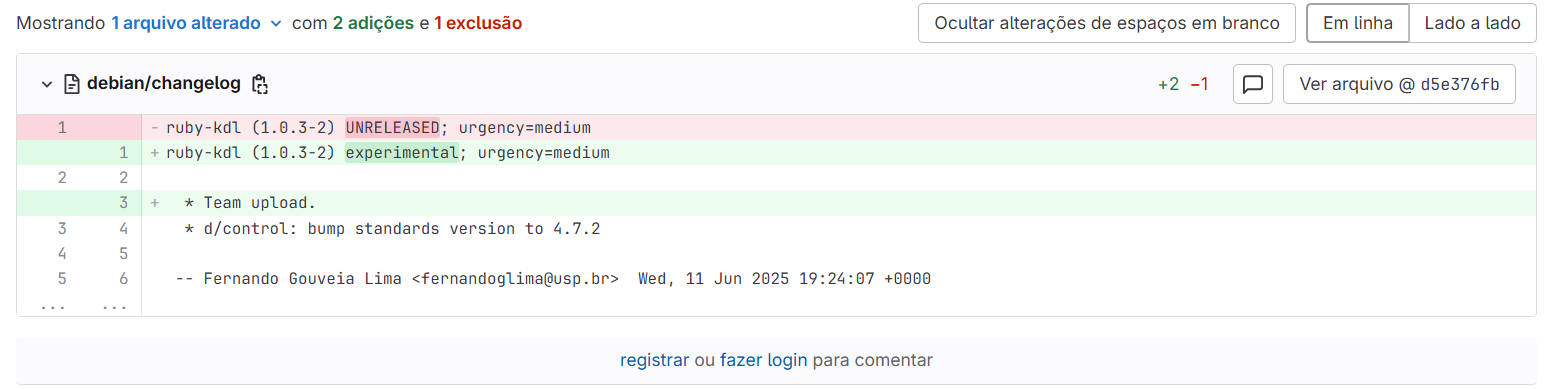 Mostrando 1 arquivo alterado com 2 adições e 1 exclusão
Ocultar alterações de espaços em branco Em linha Lado a lado
debian/changelog +2 −1 Ver arquivo @ d5e376fb
1 - ruby-kdl (1.0.3-2) UNRELEASED; urgency=medium
1 + ruby-kdl (1.0.3-2) experimental; urgency=medium
2 2
3 + * Team upload.
3 4 * d/control: bump standards version to 4.7.2
4 5
5 6 -- Fernando Gouveia Lima <fernandoglima@usp.br>  Wed, 11 Jun 2025 19:24:07 +0000
... ...
registrar ou fazer login para comentar